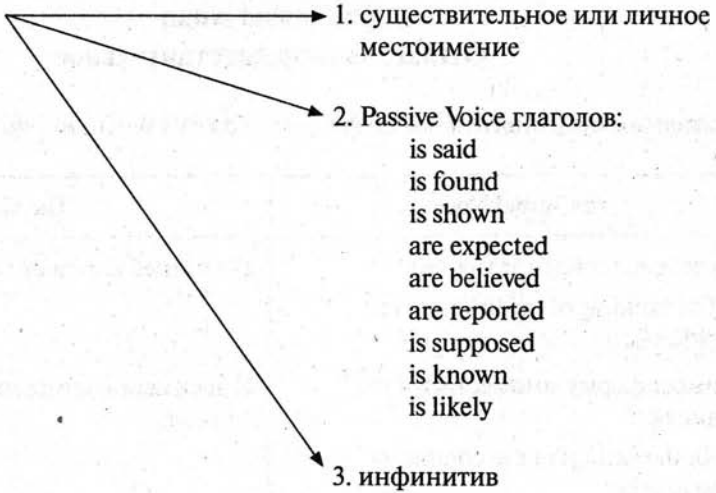 1. существительное или личное
местоимение
2. Passive Voice глаголов:
is said
is found
is shown
are expected
are believed
are reported
is supposed
is known
is likely
3. инфинитив